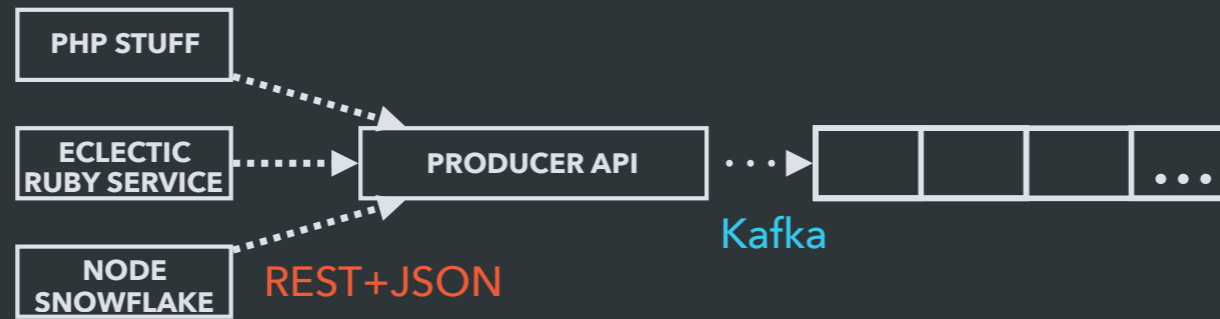 PHP STUFF
ECLECTIC
RUBY SERVICE
PRODUCER API
...
Kafka
NODE
SNOWFLAKE
REST+JSON